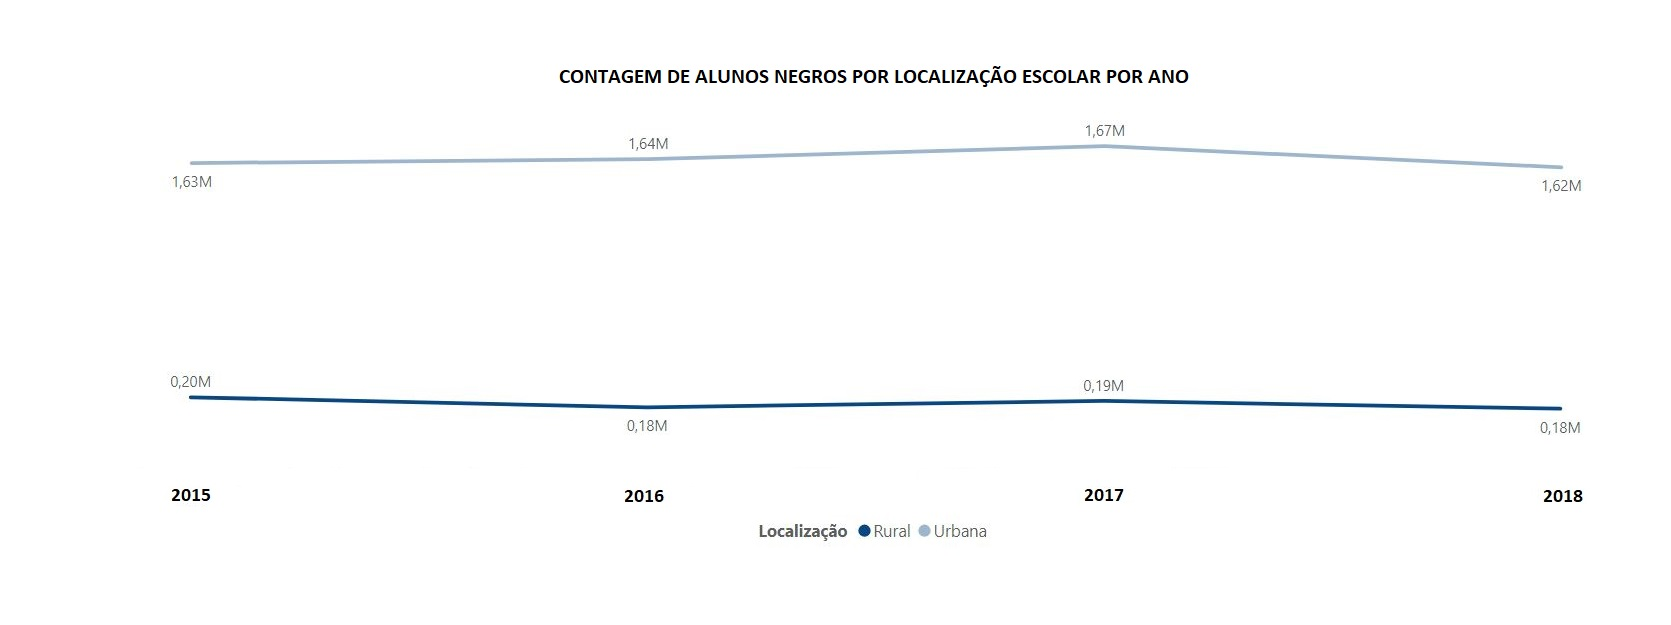 CONTAGEM DE ALUNOS NEGROS POR LOCALIZAÇÃO ESCOLAR POR ANO
1,63M
1,64M
1,67M
1,62M
0,20M
0,18M
0,19M
0,18M
2015 2016 2017 2018
Localização Rural Urbana